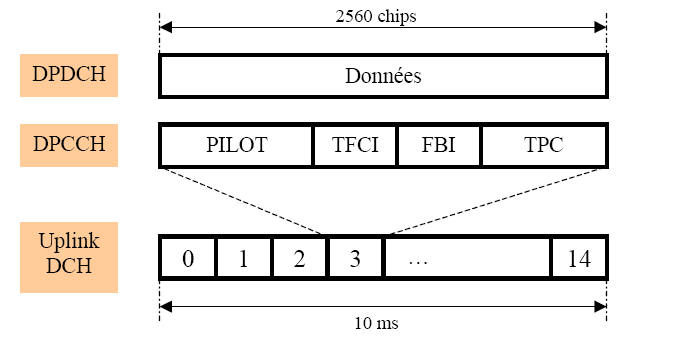 2560 chips
DPDCH
Données
DPCCH
PILOT TFCI FBI TPC
Uplink
DCH
0 1 2 3 ... 14
10 ms